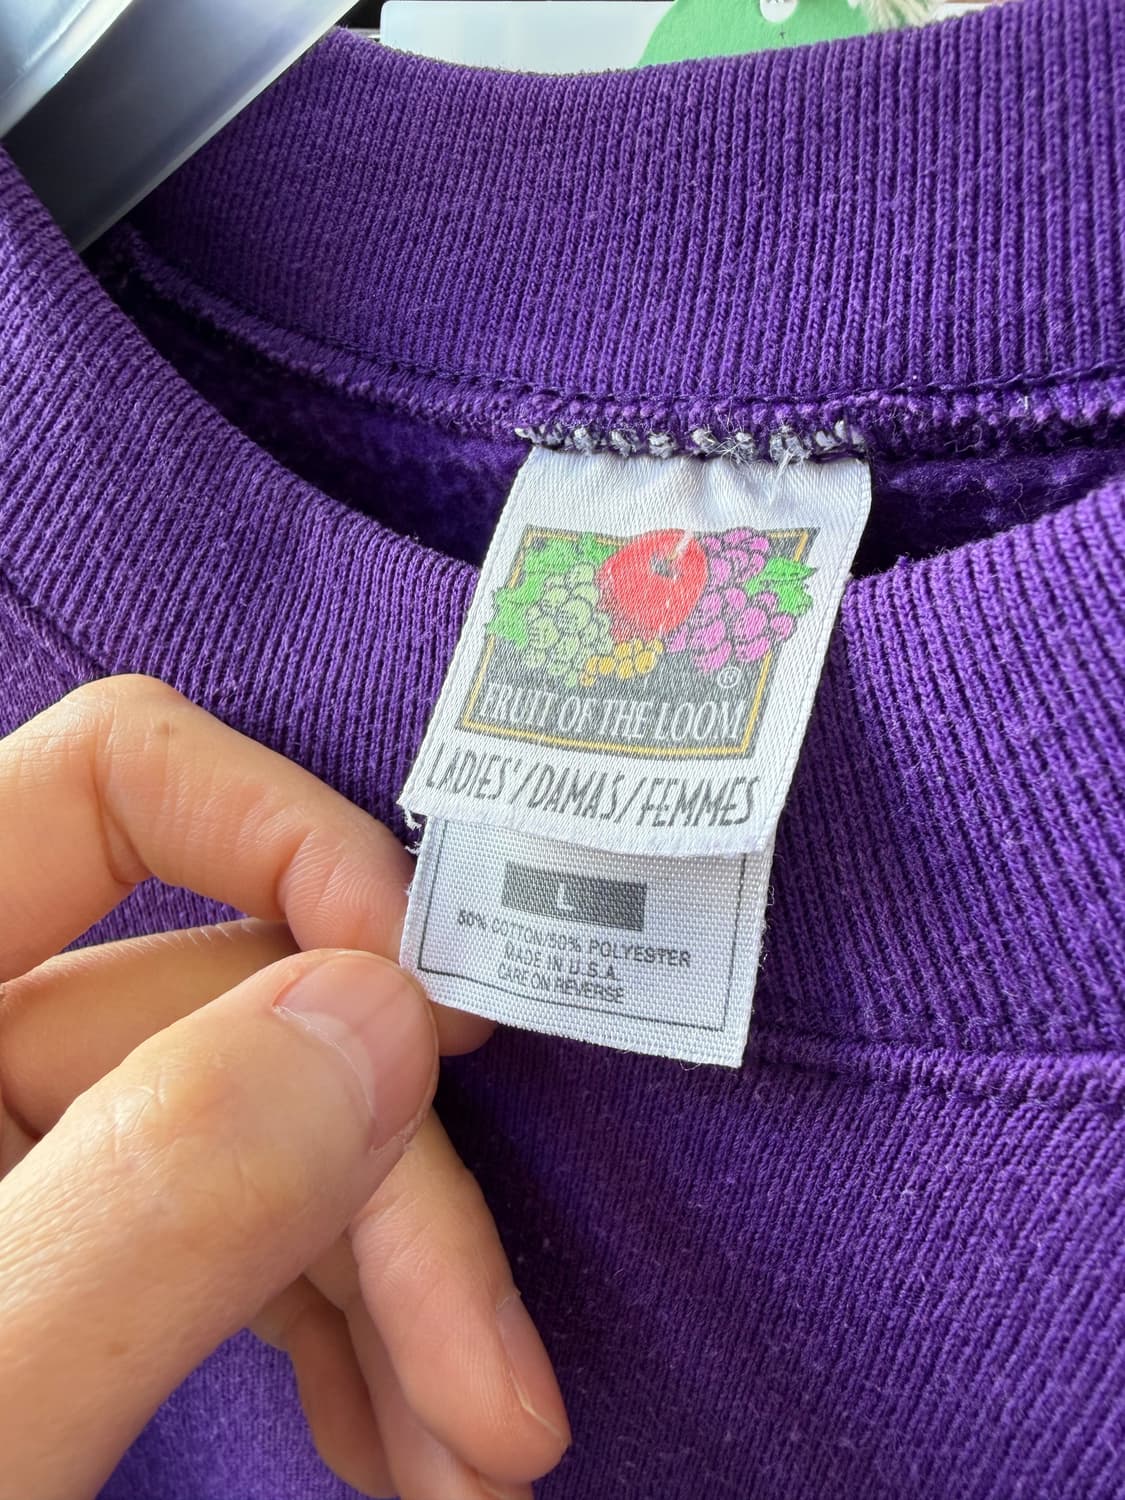 ®
FRUIT OF THE LOOM
LADIES'/DAMAS/FEMMES
L
50% COTTON/50% POLYESTER
MADE IN U.S.A.
CARE ON REVERSE